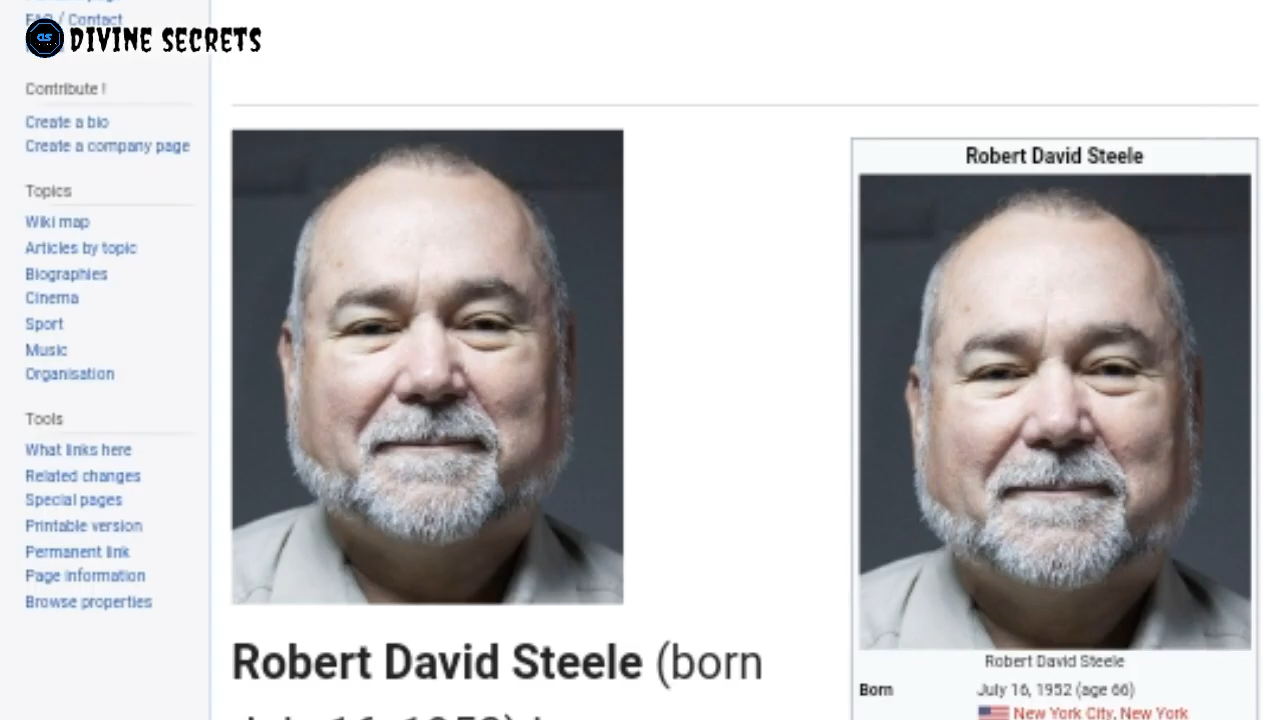 FAQ / Contact
DIVINE SECRETS
Contribute !
Create a bio
Create a company page
Topics
Wiki map
Articles by topic
Biographies
Cinema
Sport
Music
Organisation
Tools
What links here
Related changes
Special pages
Printable version
Permanent link
Page information
Browse properties
Robert David Steele (born
Robert David Steele
Robert David Steele
Born July 16, 1952 (age 66)
New York City, New York